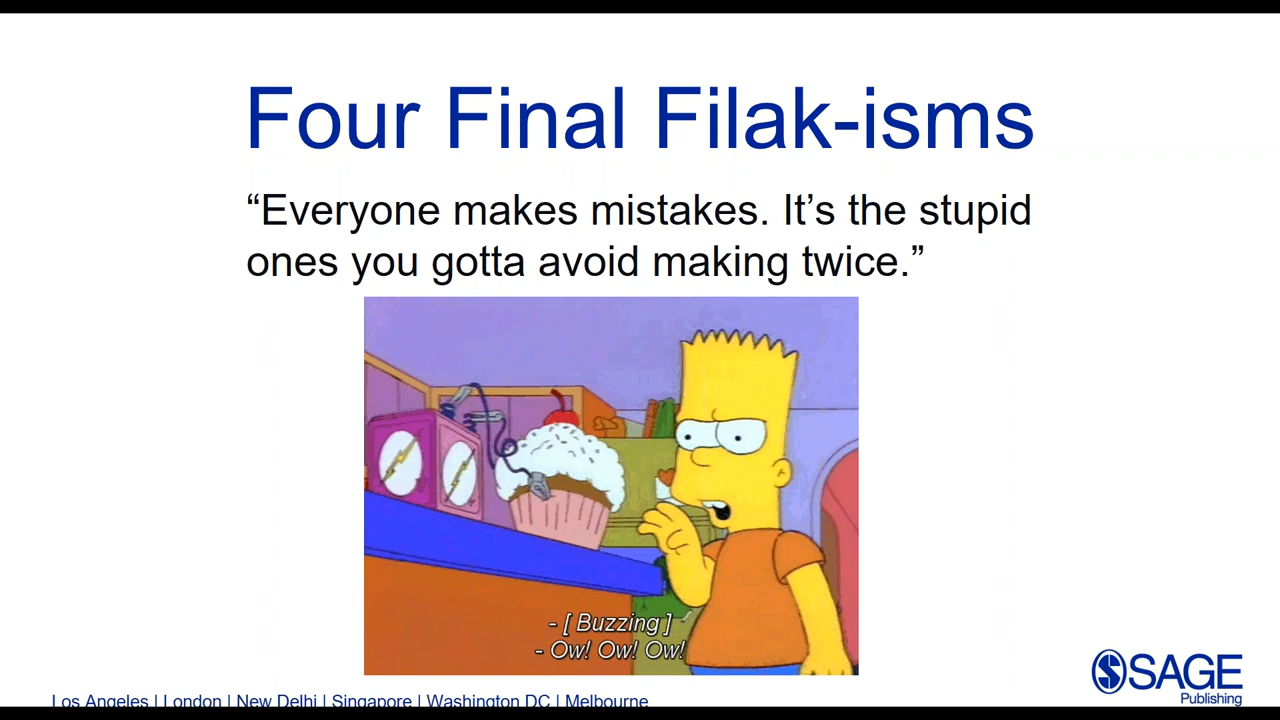 Four Final Filak-isms
“Everyone makes mistakes. It’s the stupid
ones you gotta avoid making twice.”
- [ Buzzing ]
- Ow! Ow! Ow!
SAGE
Publishing
Los Angeles | London | New Delhi | Singapore | Washington DC | Melbourne